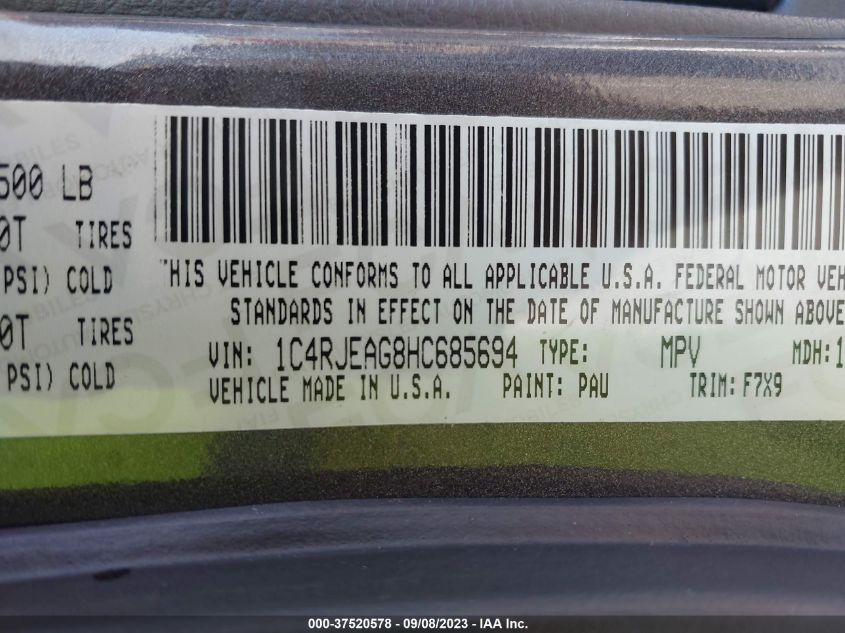 500 LB
0T TIRES
PSI) COLD
0T TIRES
PSI) COLD
THIS VEHICLE CONFORMS TO ALL APPLICABLE U.S.A. FEDERAL MOTOR VEH
STANDARDS IN EFFECT ON THE DATE OF MANUFACTURE SHOWN ABOVE
VIN: 1C4RJEAG8HC685694 TYPE: MPV MDH:1
VEHICLE MADE IN U.S.A. PAINT: PAU TRIM: F7X9
000-37520578 - 09/08/2023 - IAA Inc.